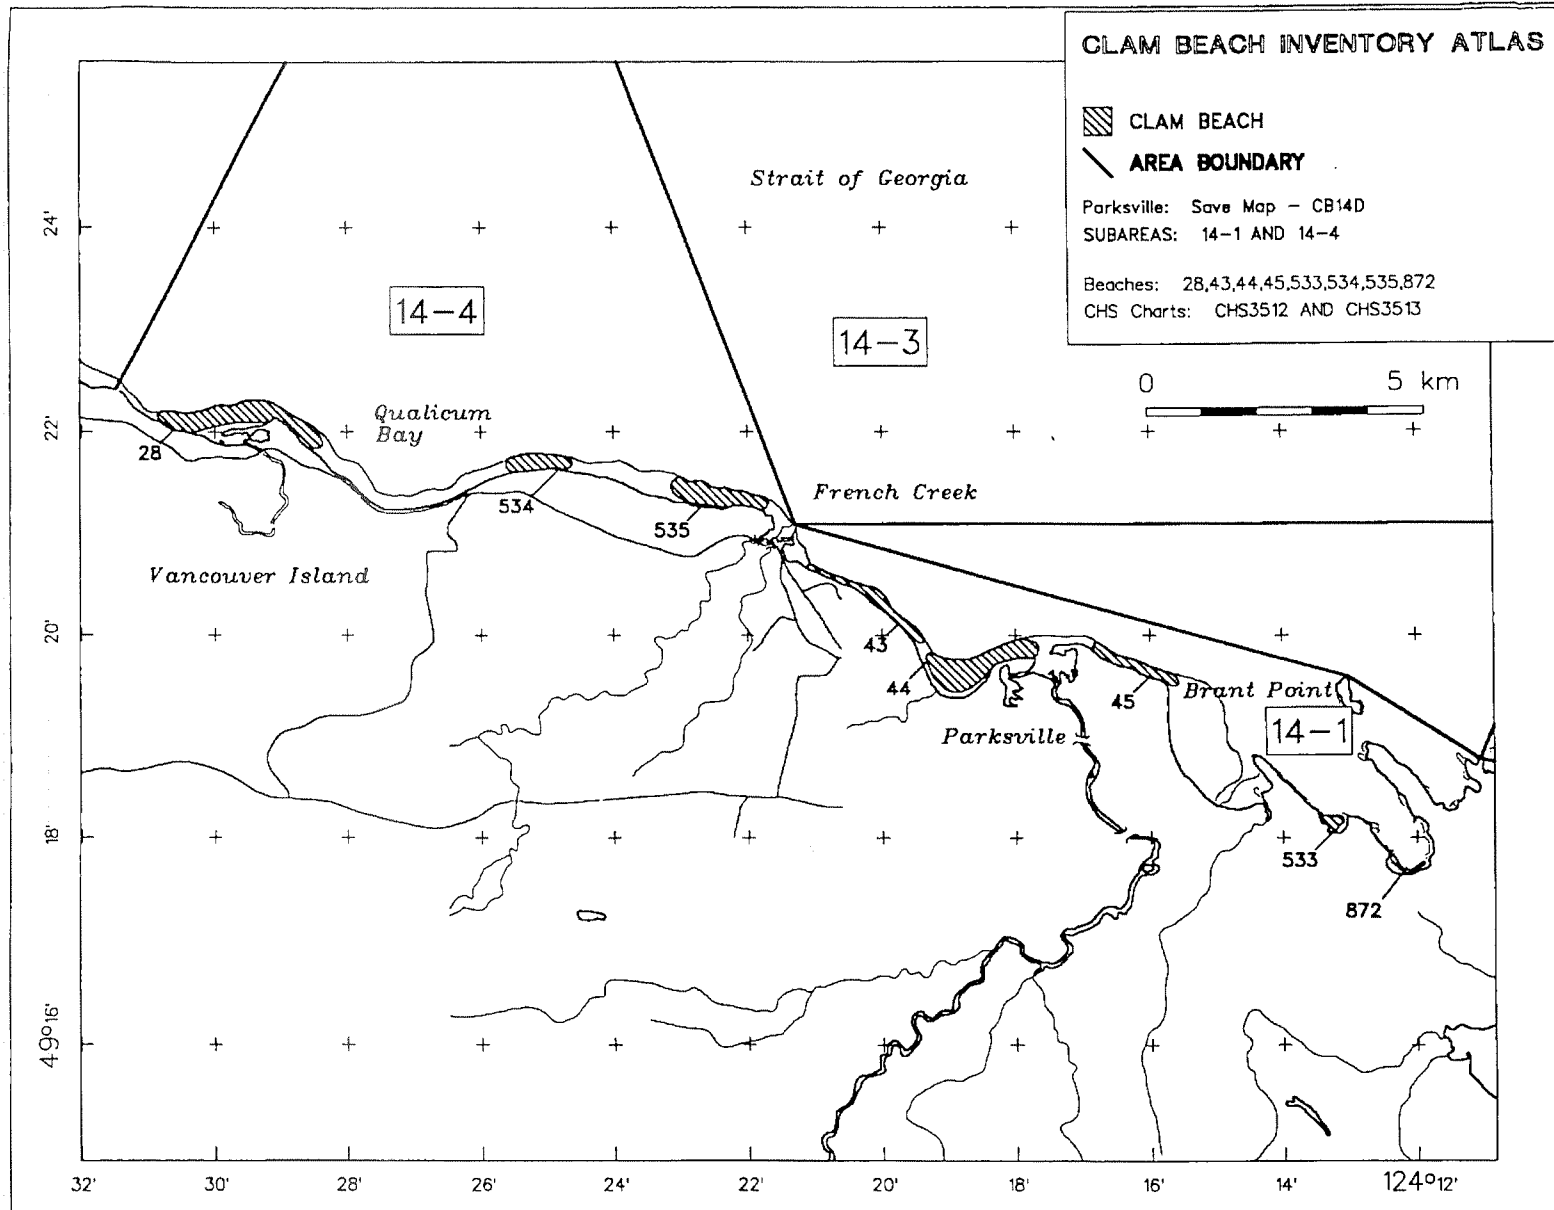 CLAM BEACH INVENTORY ATLAS
CLAM BEACH
AREA BOUNDARY
Parksville: Save Map - CB14D
SUBAREAS: 14-1 AND 14-4
Beaches: 28,43,44,45,533,534,535,872
CHS Charts: CHS3512 AND CHS3513
0 5 km
Strait of Georgia
24'
14-4
14-3
Qualicum
Bay
22'
28
534
535
French Creek
Vancouver Island
20'
43
44
45
Brant Point
14-1
Parksville
18'
533
872
49°16'
32' 30' 28' 26' 24' 22' 20' 18' 16' 14' 124°12'